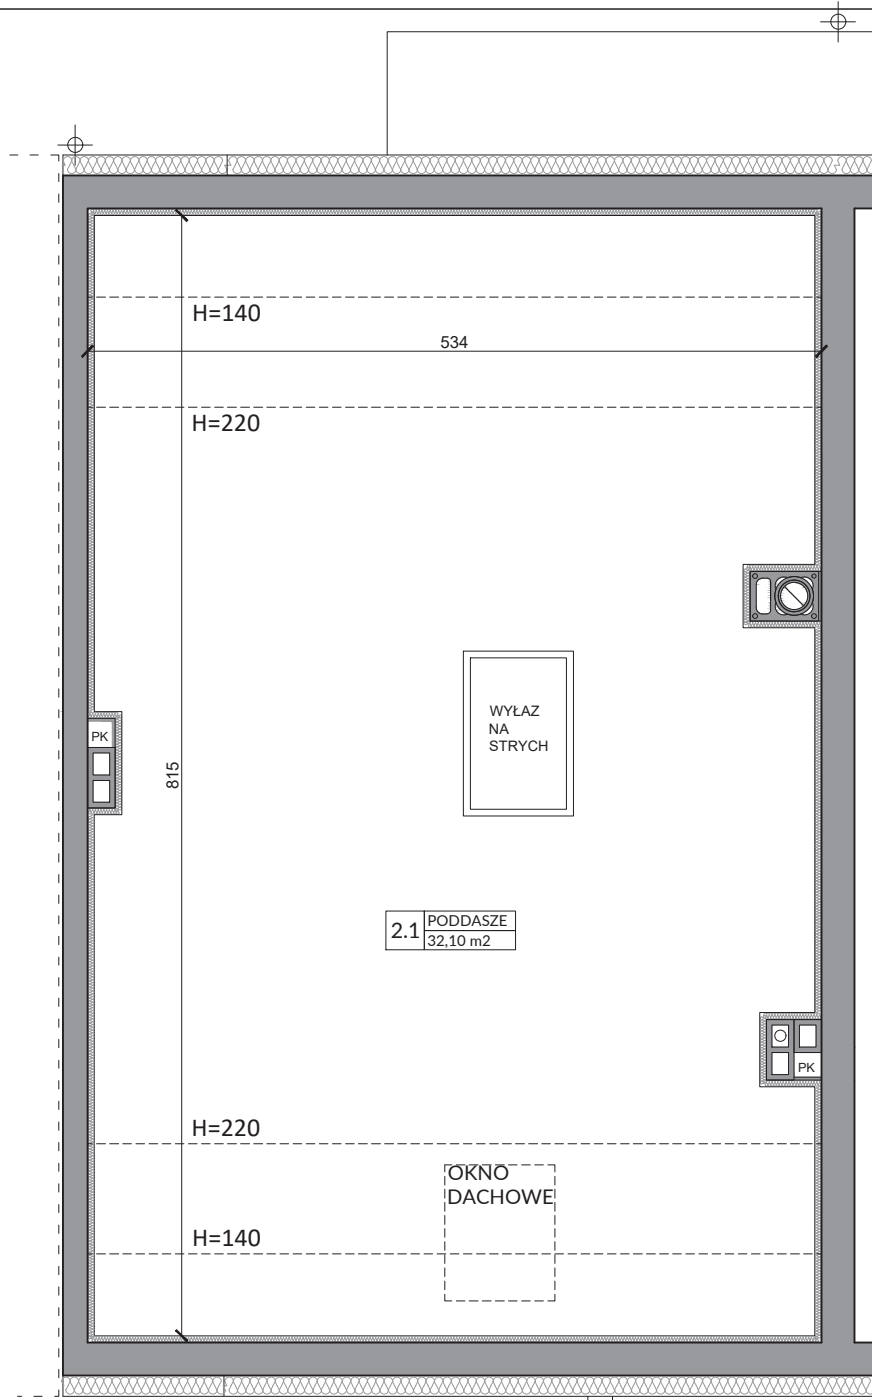 H=140
534
H=220
WYŁAZ
NA
STRYCH
PK
815
2.1
PODDASZE
32,10 m2
PK
H=220
OKNO
DACHOWE
H=140